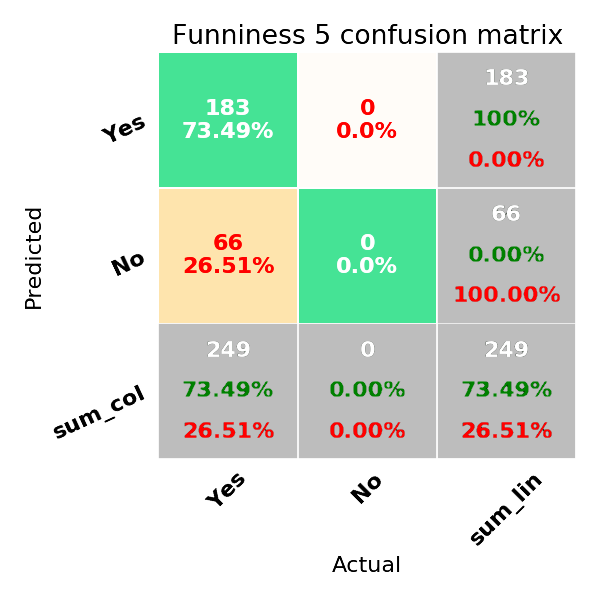 Funniness 5 confusion matrix
Yes
183
73.49%
0
0.0%
183
100%
0.00%
No
66
26.51%
0
0.0%
66
0.00%
100.00%
sum_col
249
73.49%
26.51%
0
0.00%
0.00%
249
73.49%
26.51%
Predicted
Yes
No
sum_lin
Actual